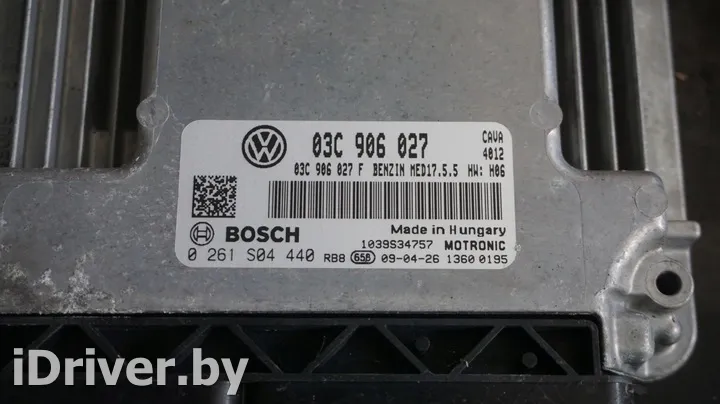 03C 906 027
CAVA
4012
03C 906 027 F BENZIN MED17.5.5 HW: H06
BOSCH
Made in Hungary
1039S34757 MOTRONIC
0 261 S04 440 RB8 658 09-04-26 1360 0195
iDriver.by